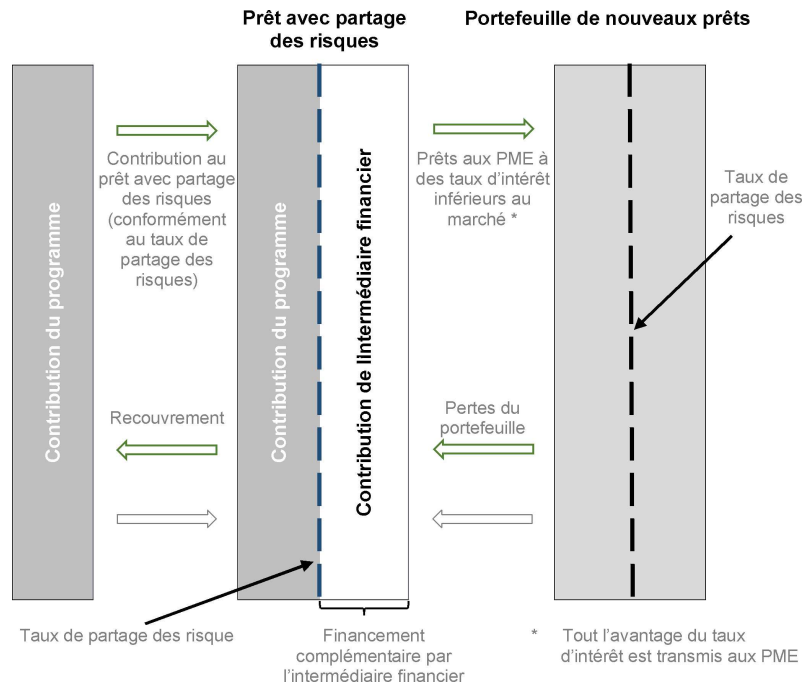 Prêt avec partage
des risques
Portefeuille de nouveaux prêts
Contribution du programme
Contribution au
prêt avec partage
des risques
(conformément
au taux de
partage des
risques)
Recouvrement
Contribution du programme
Contribution de lintermédiaire financier
Prêts aux PME à
des taux d'intérêt
inférieurs au
marché *
Pertes du
portefeuille
Taux de
partage des
risques
Taux de partage des risque
Financement
complémentaire par
l'intermédiaire financier
* Tout l'avantage du taux
d'intérêt est transmis aux PME